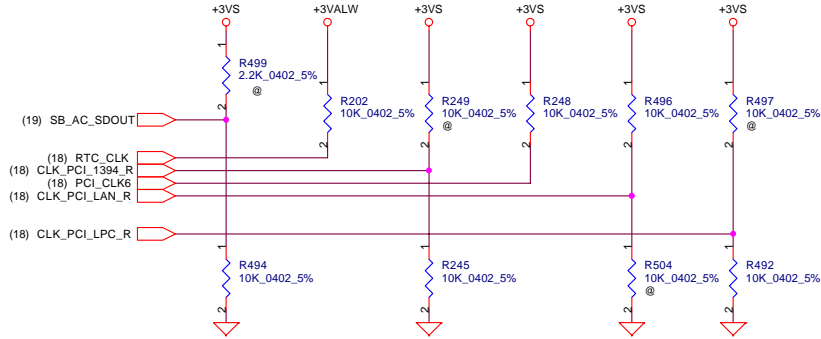 +3VS +3VALW +3VS +3VS +3VS +3VS
1
R499
2.2K_0402_5%
@
2
1
R202
10K_0402_5%
2
1
R249
10K_0402_5%
@
2
1
R248
10K_0402_5%
2
1
R496
10K_0402_5%
2
1
R497
10K_0402_5%
@
2
(19) SB_AC_SDOUT
(18) RTC_CLK
(18) CLK_PCI_1394_R
(18) PCI_CLK6
(18) CLK_PCI_LAN_R
(18) CLK_PCI_LPC_R
1
R494
10K_0402_5%
2
1
R245
10K_0402_5%
2
1
R504
10K_0402_5%
@
2
1
R492
10K_0402_5%
2